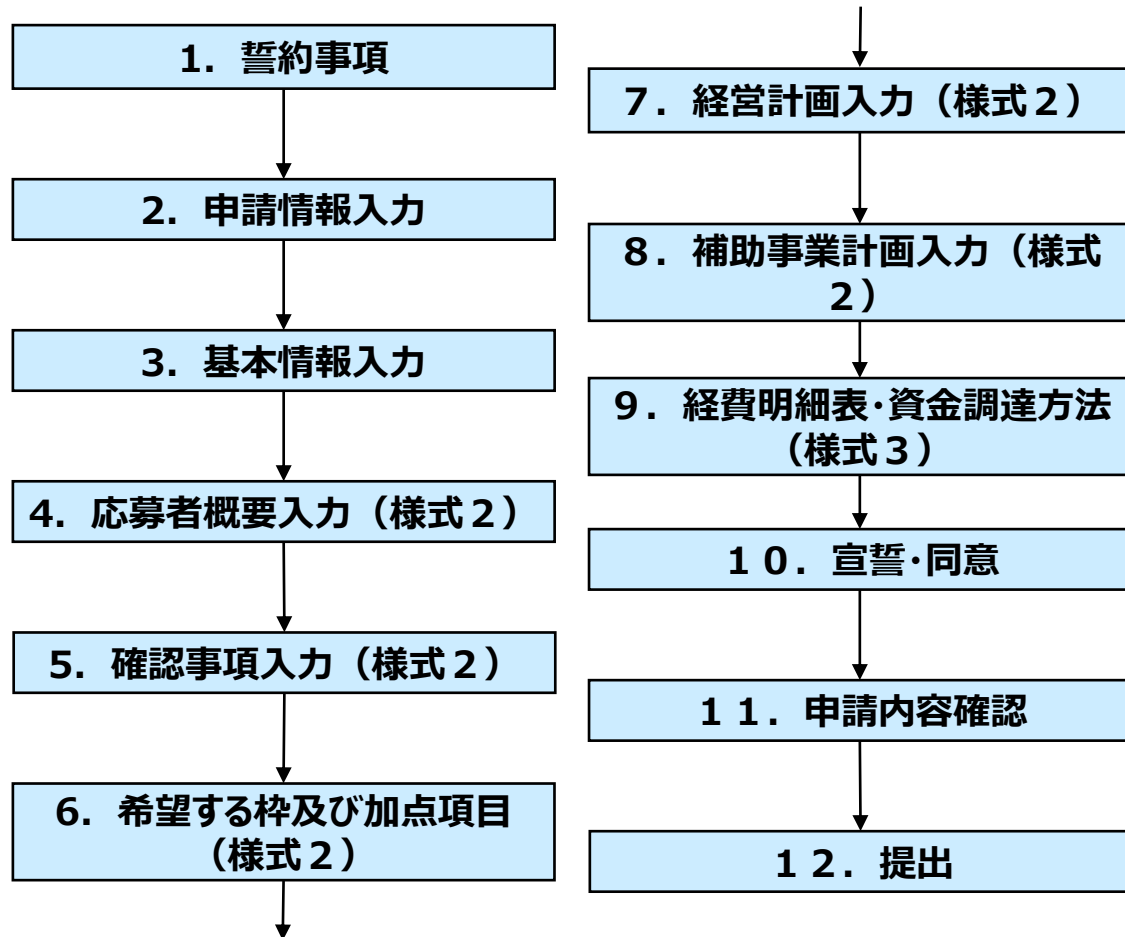 1．誓約事項
2．申請情報入力
3．基本情報入力
4．応募者概要入力（様式２）
5．確認事項入力（様式２）
6．希望する枠及び加点項目
（様式２）
７．経営計画入力（様式２）
８．補助事業計画入力（様式
２）
９．経費明細表･資金調達方法
（様式３）
１０．宣誓･同意
１１．申請内容確認
１２．提出